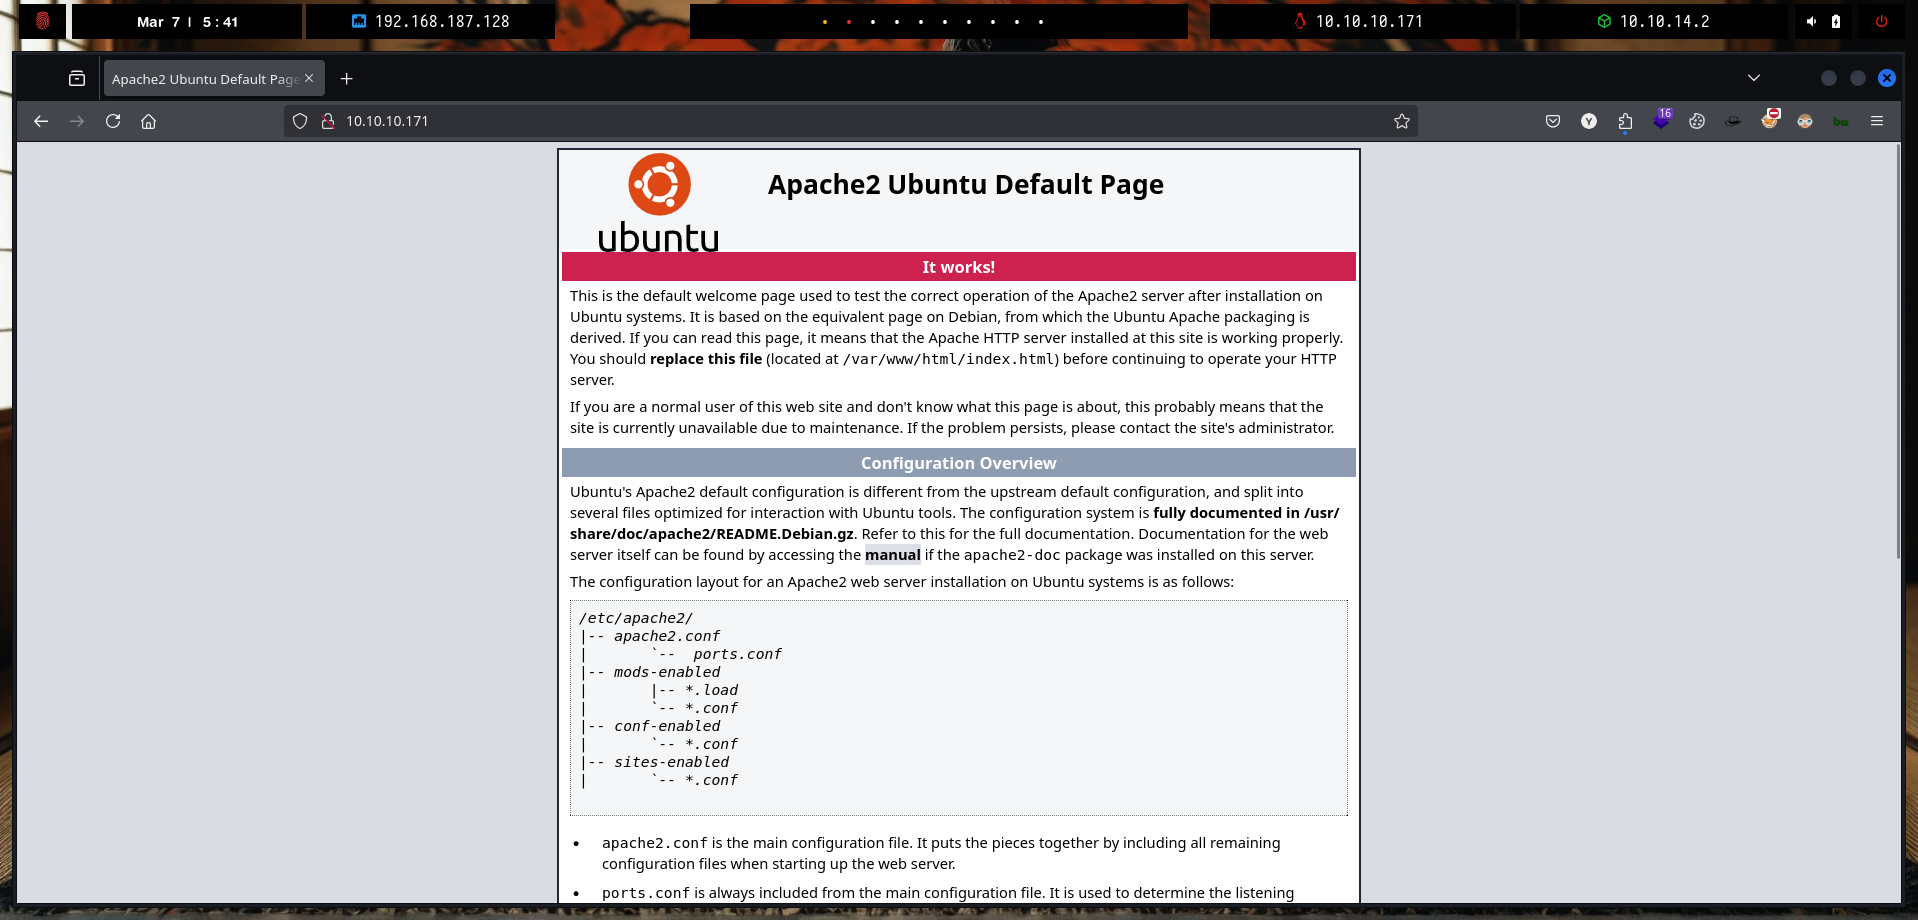 Mar 7 | 5:41
192.168.187.128
10.10.10.171
10.10.14.2
Apache2 Ubuntu Default Page
10.10.10.171
Y
16
bw
ubuntu
Apache2 Ubuntu Default Page
It works!
This is the default welcome page used to test the correct operation of the Apache2 server after installation on
Ubuntu systems. It is based on the equivalent page on Debian, from which the Ubuntu Apache packaging is
derived. If you can read this page, it means that the Apache HTTP server installed at this site is working properly.
You should replace this file (located at /var/www/html/index.html) before continuing to operate your HTTP
server.
If you are a normal user of this web site and don't know what this page is about, this probably means that the
site is currently unavailable due to maintenance. If the problem persists, please contact the site's administrator.
Configuration Overview
Ubuntu's Apache2 default configuration is different from the upstream default configuration, and split into
several files optimized for interaction with Ubuntu tools. The configuration system is fully documented in /usr/
share/doc/apache2/README.Debian.gz. Refer to this for the full documentation. Documentation for the web
server itself can be found by accessing the manual if the apache2-doc package was installed on this server.
The configuration layout for an Apache2 web server installation on Ubuntu systems is as follows:
/etc/apache2/
|-- apache2.conf
|       `--  ports.conf
|-- mods-enabled
|       |-- *.load
|       `-- *.conf
|-- conf-enabled
|       `-- *.conf
|-- sites-enabled
|       `-- *.conf
• apache2.conf is the main configuration file. It puts the pieces together by including all remaining
configuration files when starting up the web server.
• ports.conf is always included from the main configuration file. It is used to determine the listening